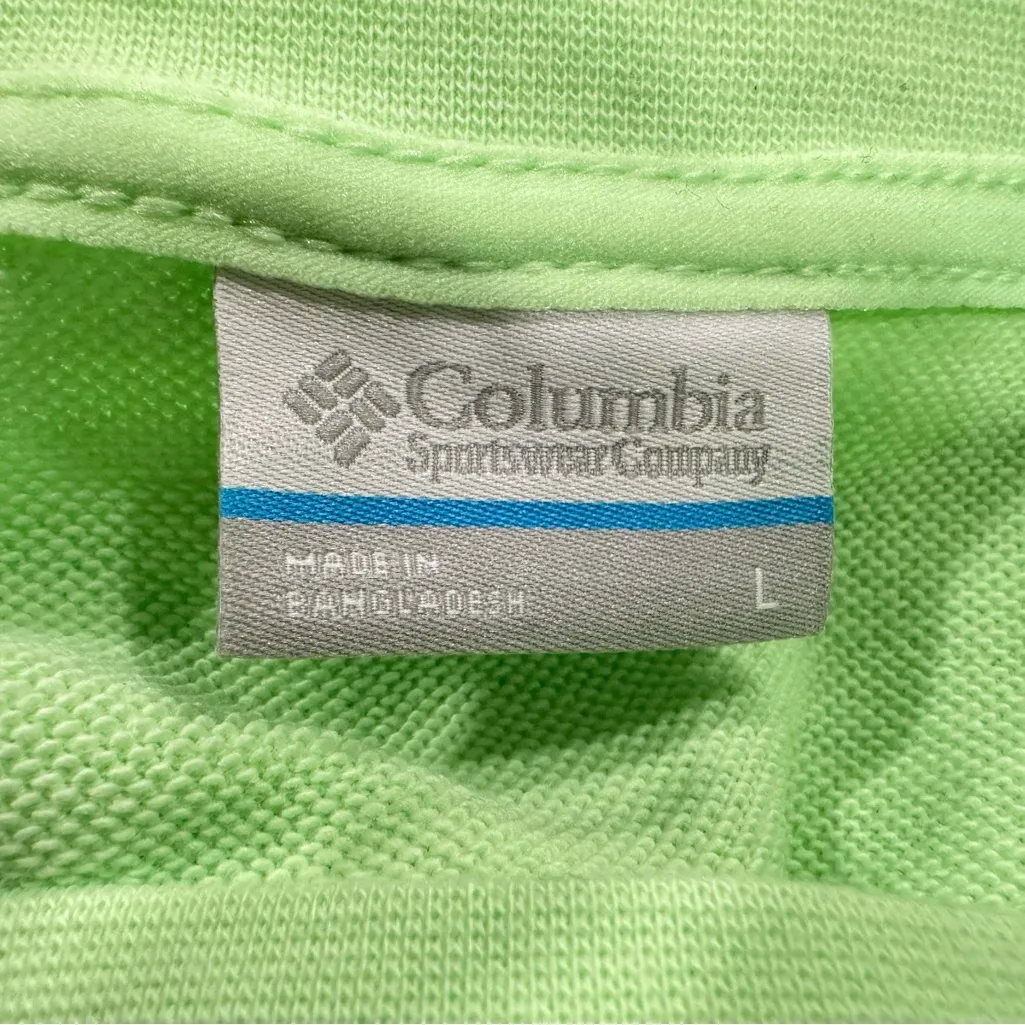 Columbia
Sportswear Company
MADE IN
BANGLADESH
L